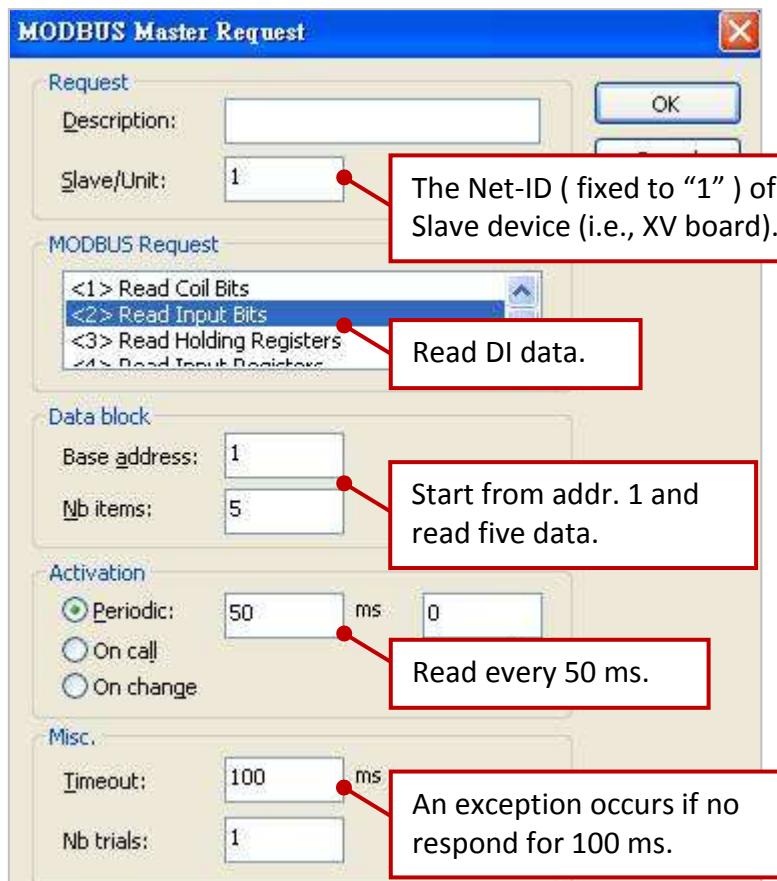 MODBUS Master Request
Request
Description:
OK
Slave/Unit: 1
The Net-ID ( fixed to “1” ) of
Slave device (i.e., XV board).
MODBUS Request
<1> Read Coil Bits
<2> Read Input Bits
<3> Read Holding Registers
<4> Read Input Registers
Read DI data.
Data block
Base address: 1
Nb items: 5
Start from addr. 1 and
read five data.
Activation
Periodic: 50 ms 0
On call
On change
Read every 50 ms.
Misc.
Timeout: 100 ms
Nb trials: 1
An exception occurs if no
respond for 100 ms.